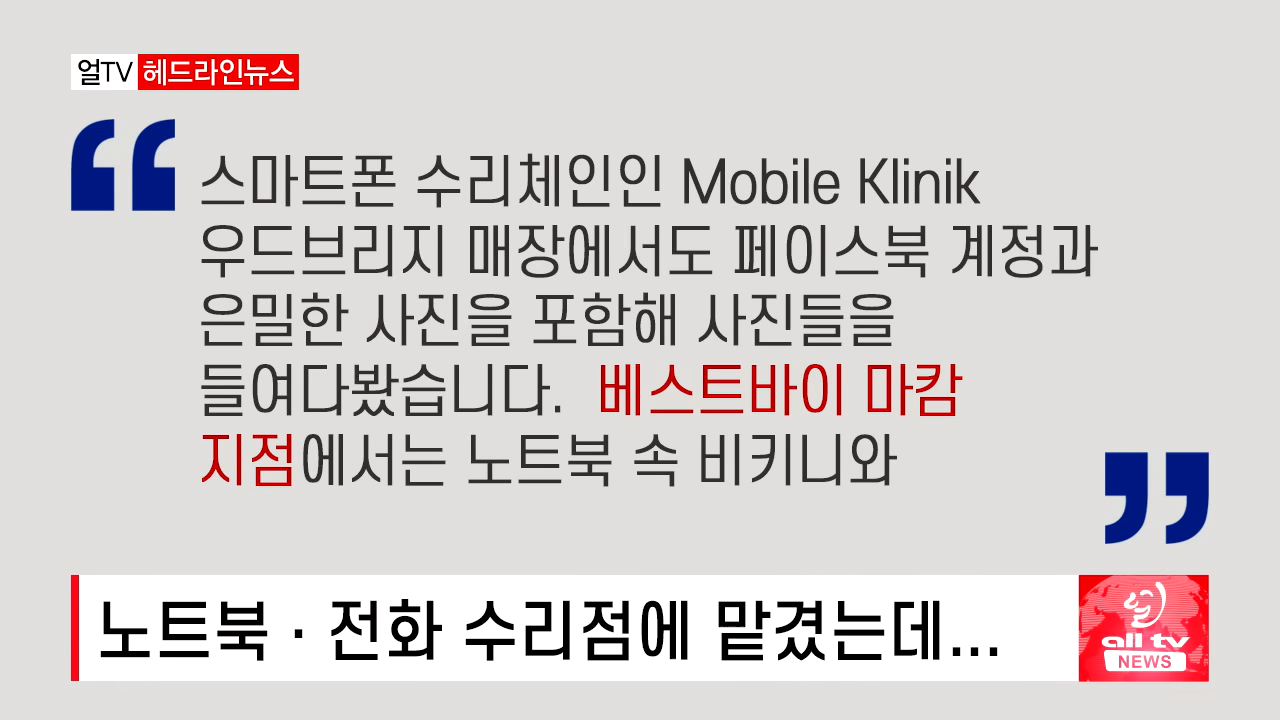 얼TV 헤드라인뉴스
“
스마트폰 수리체인인 Mobile Klinik
우드브리지 매장에서도 페이스북 계정과
은밀한 사진을 포함해 사진들을
들여다봤습니다. 베스트바이 마캄
지점에서는 노트북 속 비키니와
”
노트북 · 전화 수리점에 맡겼는데...
얼
all tv
NEWS